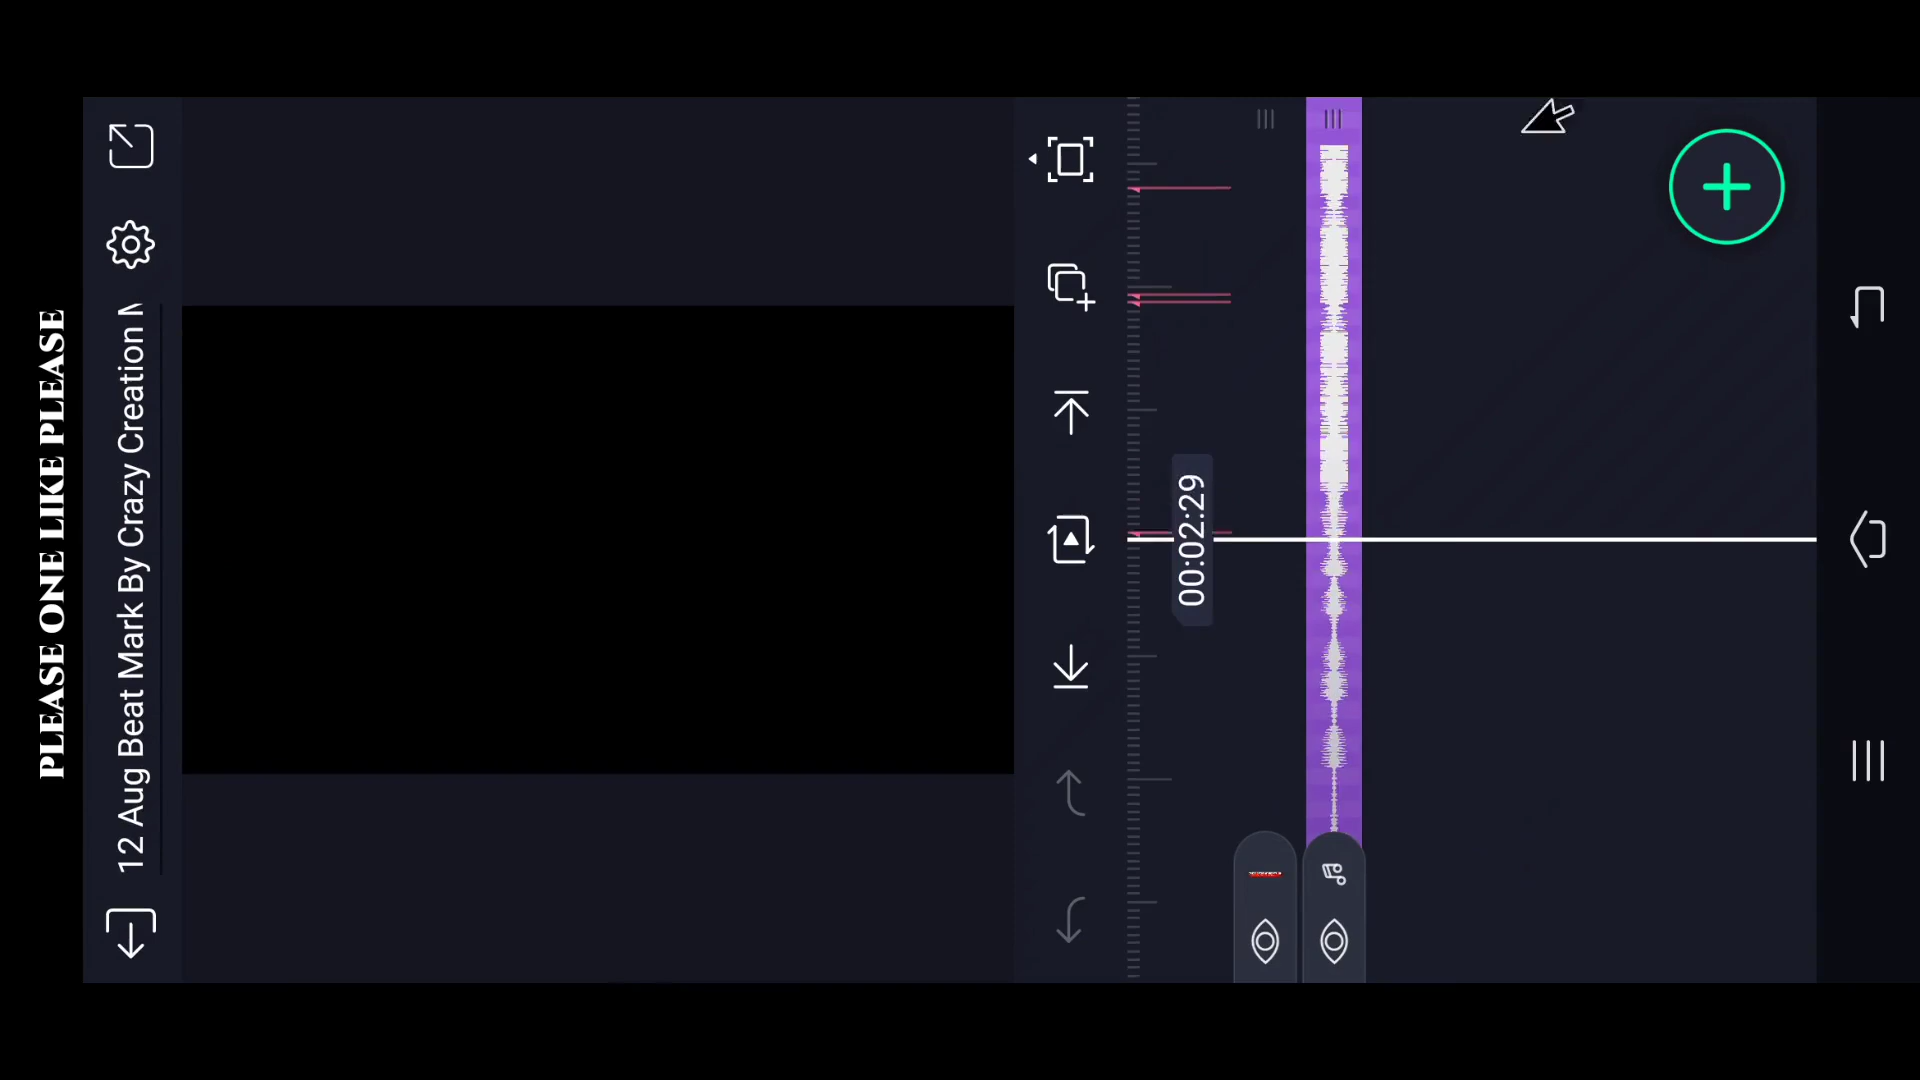 PLEASE ONE LIKE PLEASE
12 Aug Beat Mark By Crazy Creation
00:02:29